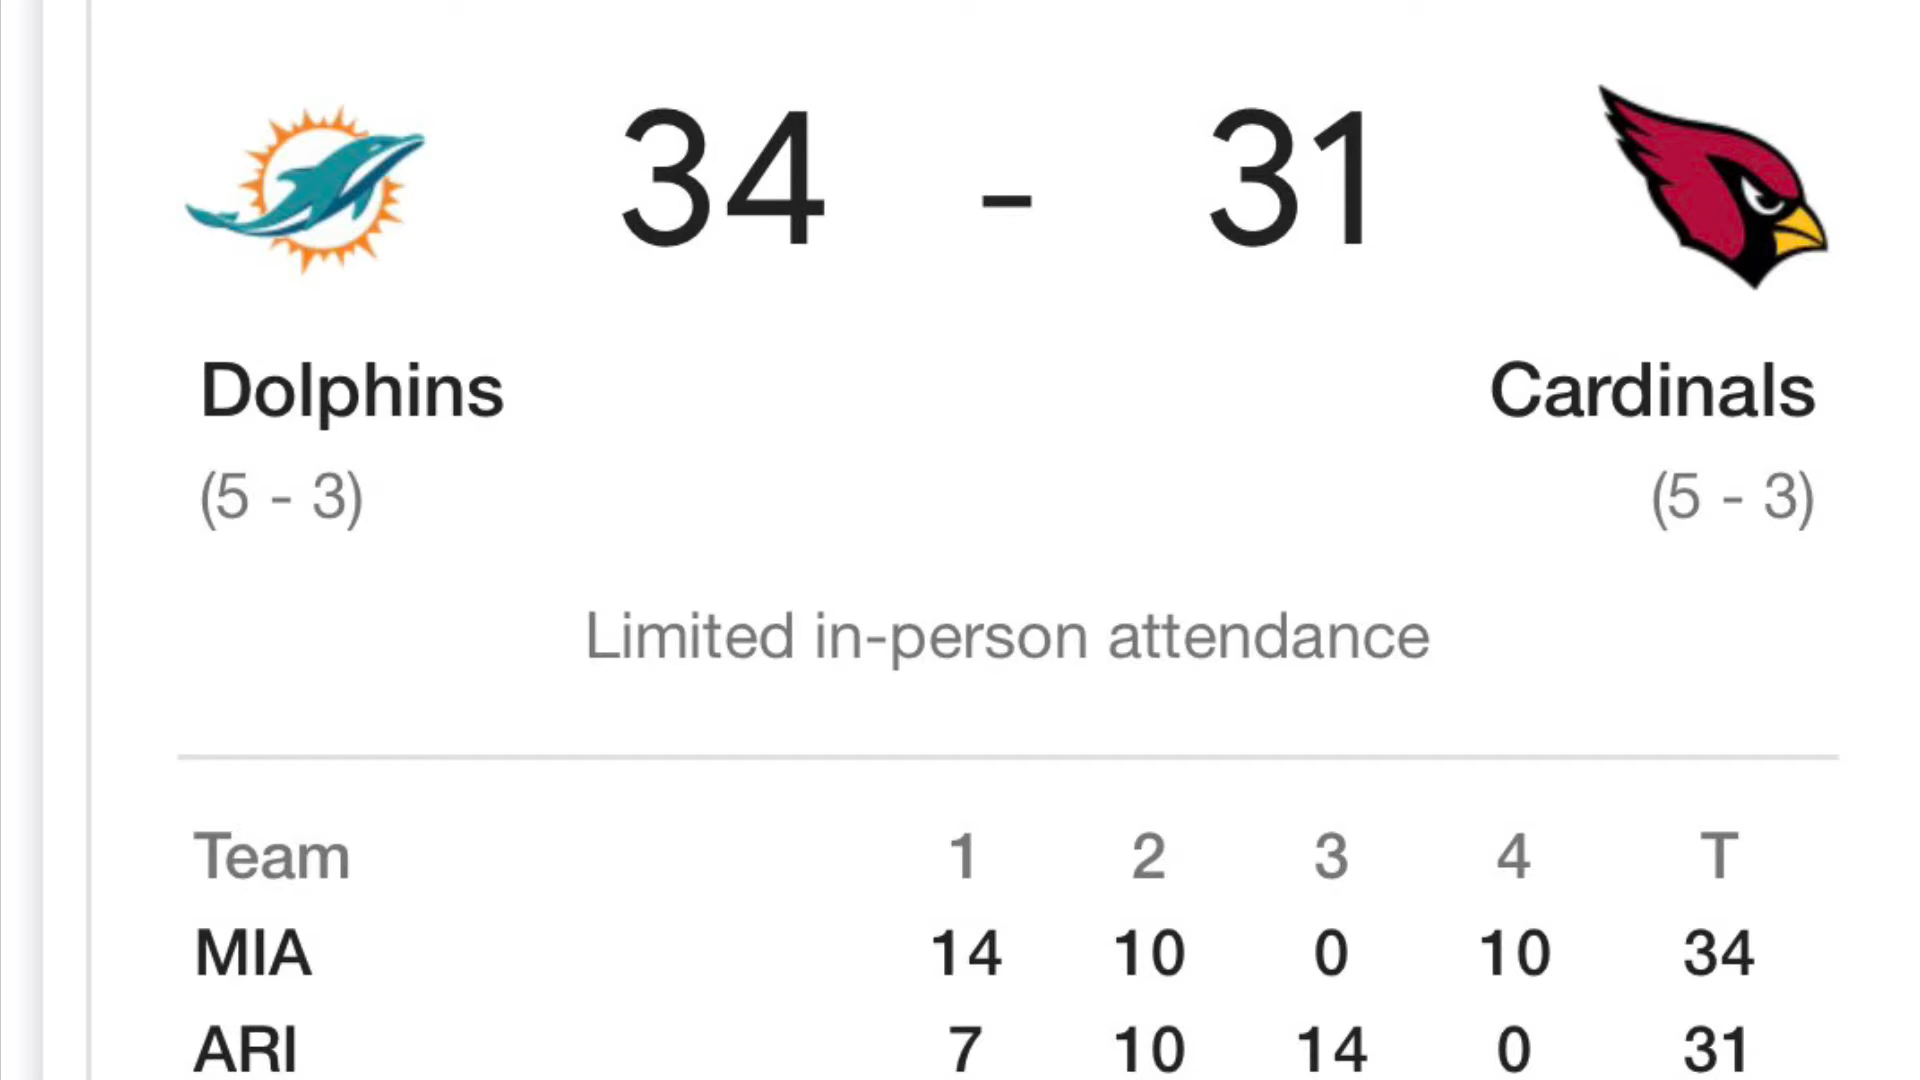 34 - 31
Dolphins Cardinals
(5 - 3) (5 - 3)
Limited in-person attendance
Team 1 2 3 4 T
MIA 14 10 0 10 34
ARI 7 10 14 0 31